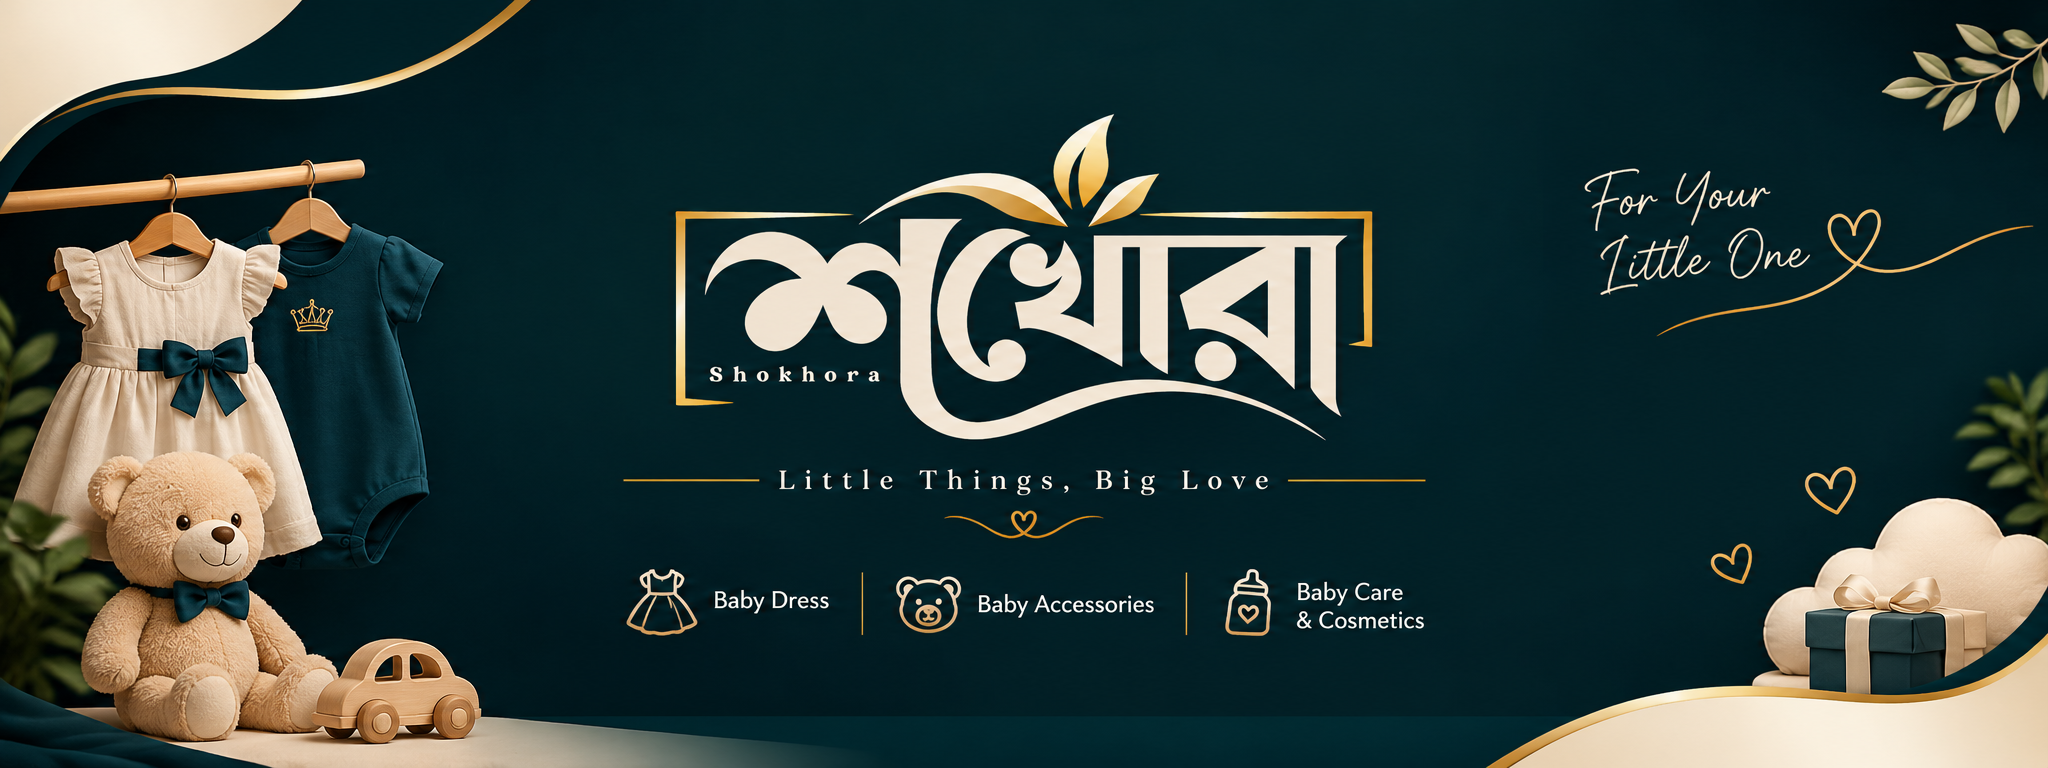 শখোরা
Shokhora
Little Things, Big Love
Baby Dress
Baby Accessories
Baby Care
& Cosmetics
For Your
Little One